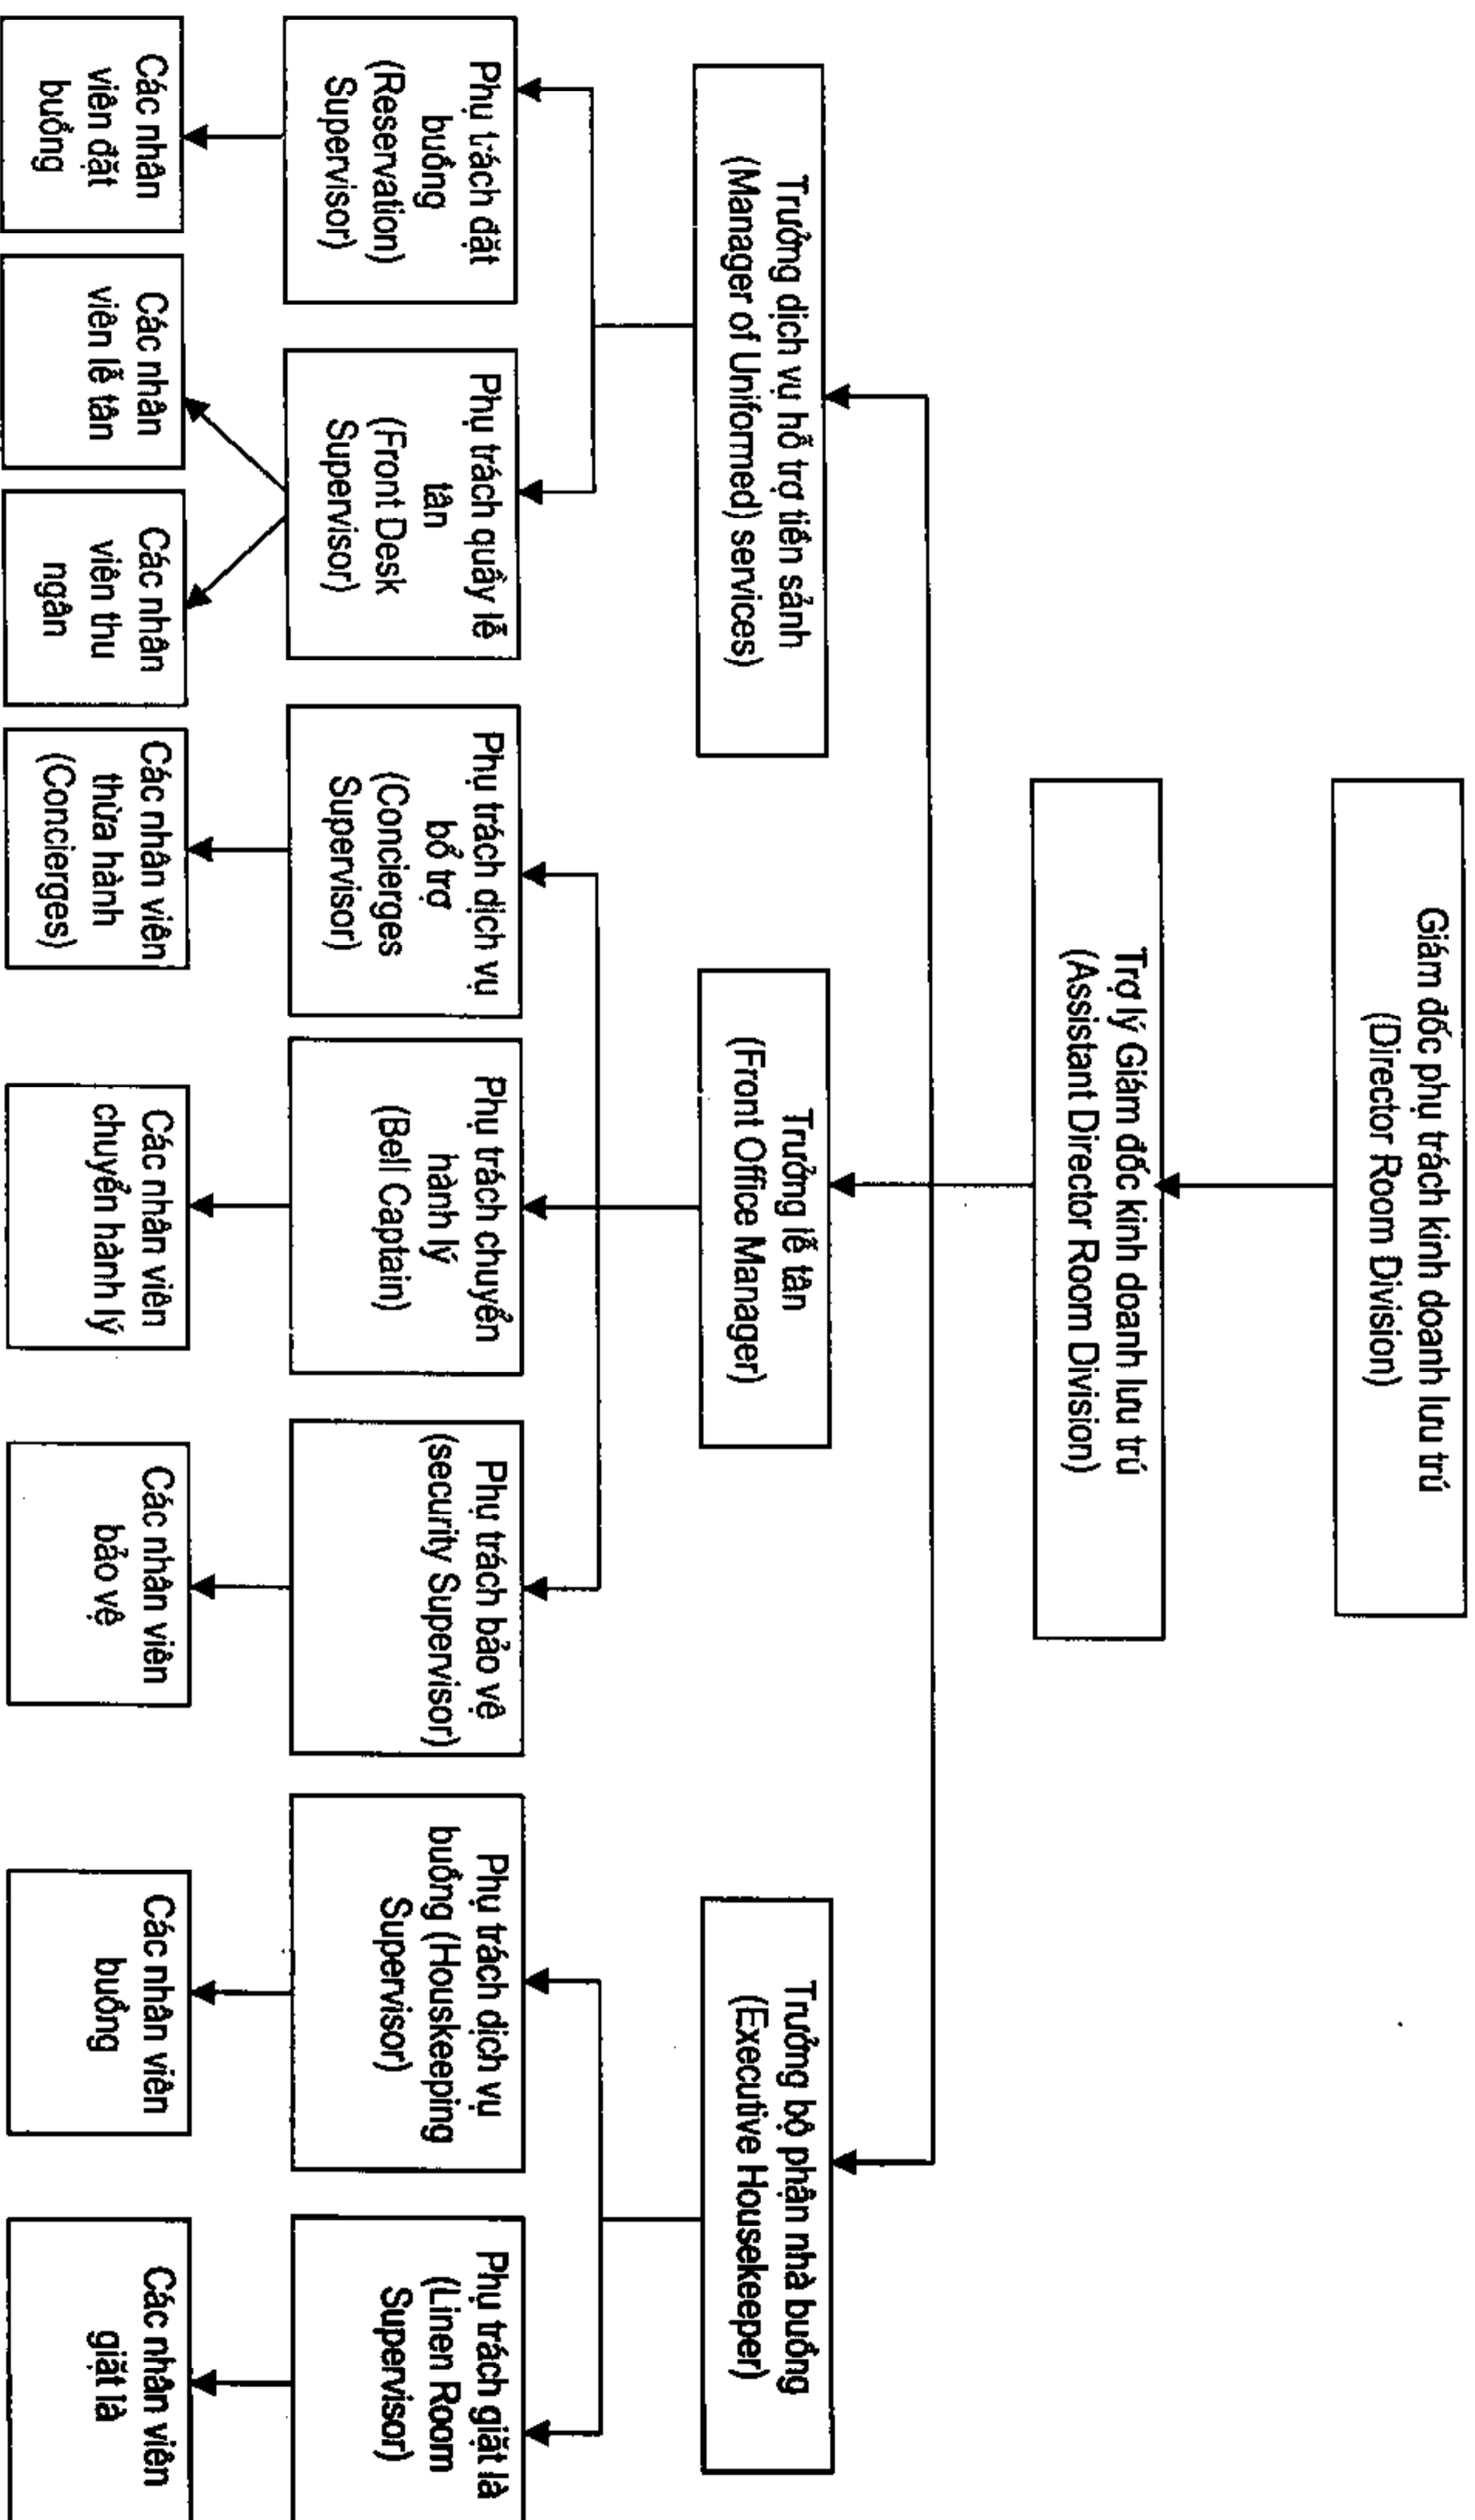 Giám đốc phụ trách kinh doanh lưu trú
(Director Room Division)
Trợ lý Giám đốc kinh doanh lưu trú
(Assistant Director Room Division)
Trưởng dịch vụ hỗ trợ tiền sảnh
(Manager of Uniformed) services)
Trưởng lễ tân
(Front Office Manager)
Trưởng bộ phận nhà buồng
(Executive Housekeeper)
Phụ trách đặt
buồng
(Reservation)
Supervisor)
Phụ trách quầy lễ
tân
(Front Desk
Supervisor)
Phụ trách dịch vụ
bổ trợ
(Concierges
Supervisor)
Phụ trách chuyển
hành lý
(Bell Captain)
Phụ trách bảo vệ
(security Supervisor)
Phụ trách dịch vụ
buồng (Houskeeping
Supervisor)
Phụ trách giặt là
(Linen Room
Supervisor)
Các nhân
viên đặt
buồng
Các nhân
viên lễ tân
Các nhân
viên thu
ngân
Các nhân viên
thừa hành
(Concierges)
Các nhân viên
chuyển hành lý
Các nhân viên
bảo vệ
Các nhân viên
buồng
Các nhân viên
giặt là